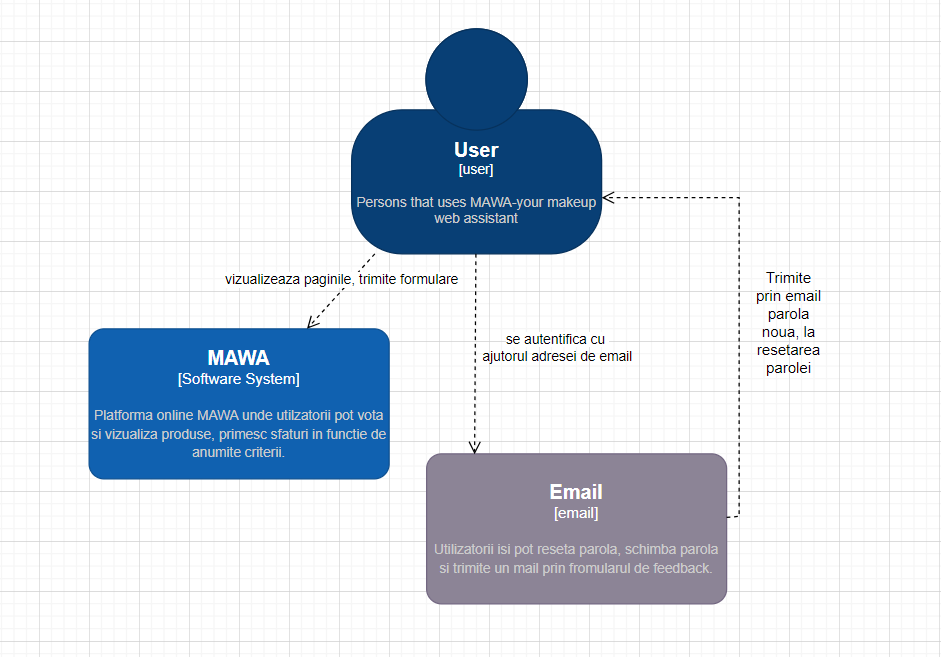 User
[user]
Persons that uses MAWA-your makeup
web assistant
vizualizeaza paginile, trimite formulare
Trimite
prin email
parola
noua, la
resetarea
parolei
se autentifica cu
ajutorul adresei de email
MAWA
[Software System]
Platforma online MAWA unde utilzatorii pot vota
si vizualiza produse, primesc sfaturi in functie de
anumite criterii.
Email
[email]
Utilizatorii isi pot reseta parola, schimba parola
si trimite un mail prin fromularul de feedback.